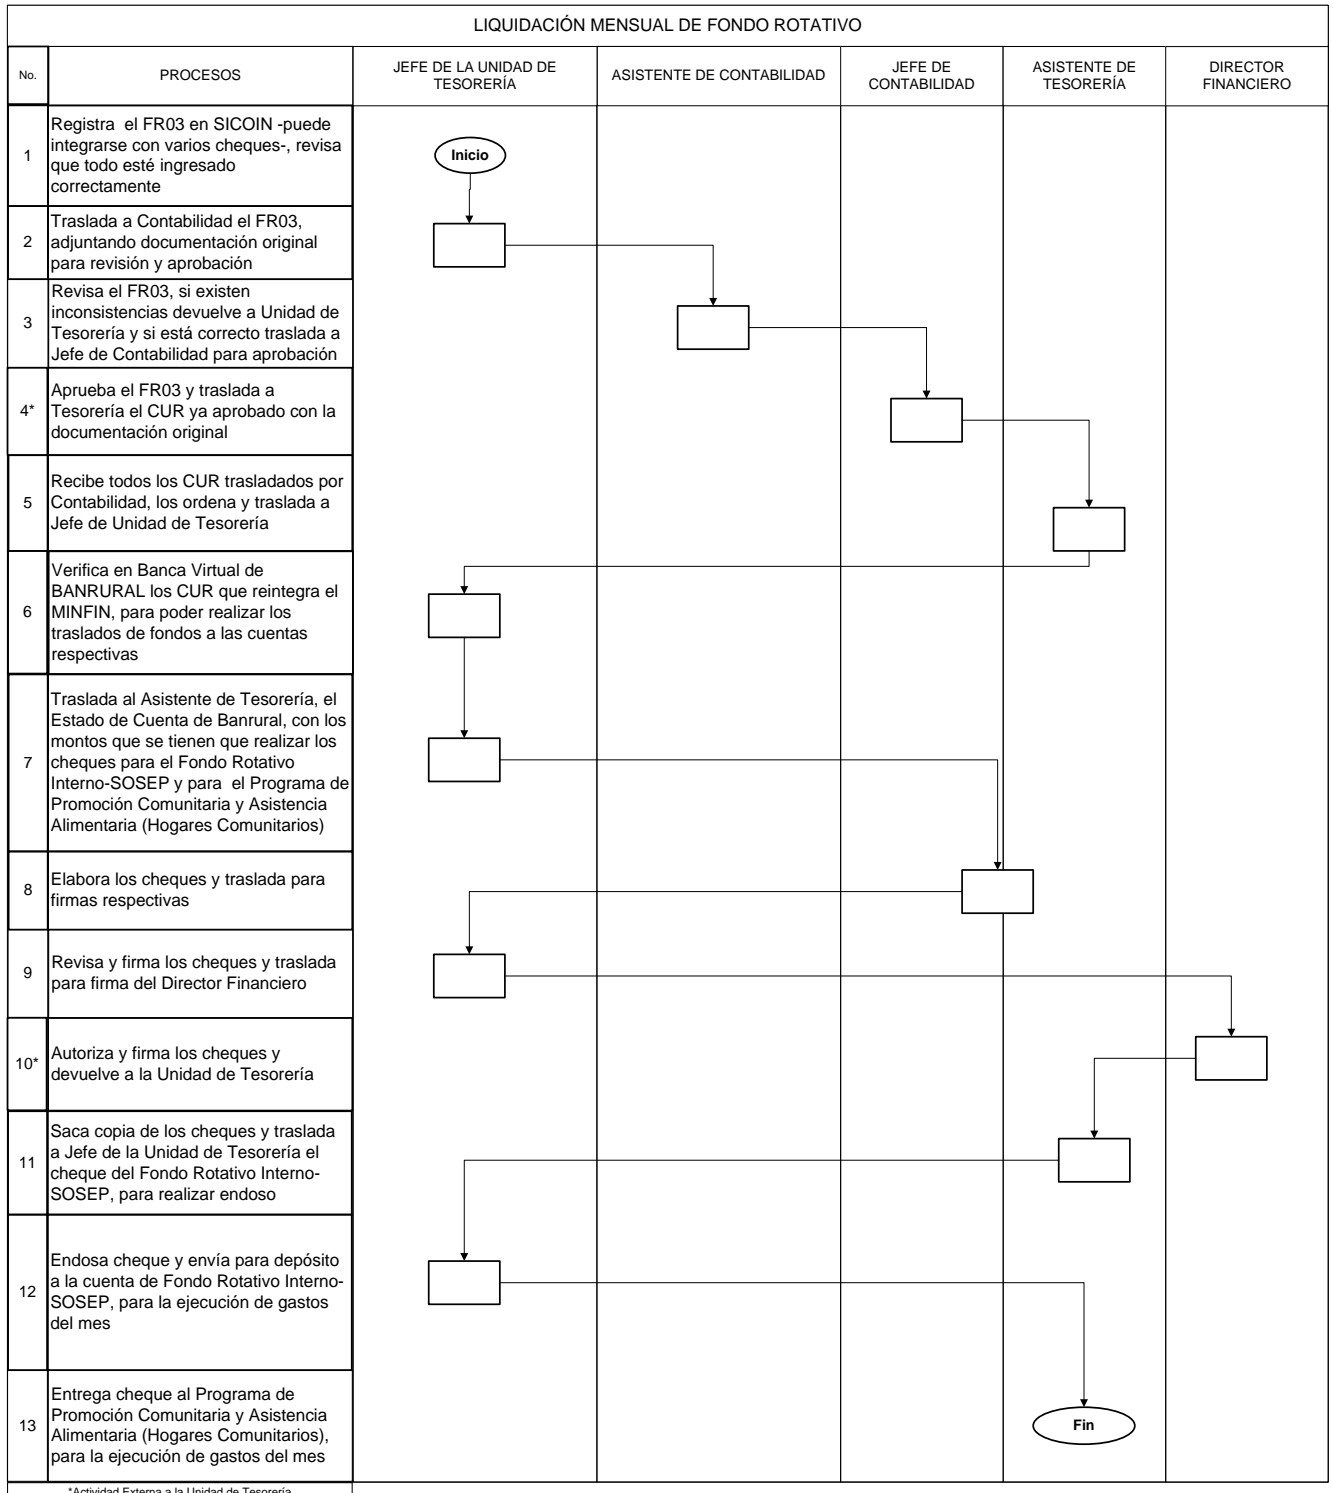 LIQUIDACIÓN MENSUAL DE FONDO ROTATIVO
No.
PROCESOS
JEFE DE LA UNIDAD DE
TESORERÍA
ASISTENTE DE CONTABILIDAD
JEFE DE
CONTABILIDAD
ASISTENTE DE
TESORERÍA
DIRECTOR
FINANCIERO
1
Registra el FR03 en SICOIN -puede
integrarse con varios cheques-, revisa
que todo esté ingresado
correctamente
Inicio
2
Traslada a Contabilidad el FR03,
adjuntando documentación original
para revisión y aprobación
3
Revisa el FR03, si existen
inconsistencias devuelve a Unidad de
Tesorería y si está correcto traslada a
Jefe de Contabilidad para aprobación
4*
Aprueba el FR03 y traslada a
Tesorería el CUR ya aprobado con la
documentación original
5
Recibe todos los CUR trasladados por
Contabilidad, los ordena y traslada a
Jefe de Unidad de Tesorería
6
Verifica en Banca Virtual de
BANRURAL los CUR que reintegra el
MINFIN, para poder realizar los
traslados de fondos a las cuentas
respectivas
7
Traslada al Asistente de Tesorería, el
Estado de Cuenta de Banrural, con los
montos que se tienen que realizar los
cheques para el Fondo Rotativo
Interno-SOSEP y para el Programa de
Promoción Comunitaria y Asistencia
Alimentaria (Hogares Comunitarios)
8
Elabora los cheques y traslada para
firmas respectivas
9
Revisa y firma los cheques y traslada
para firma del Director Financiero
10*
Autoriza y firma los cheques y
devuelve a la Unidad de Tesorería
11
Saca copia de los cheques y traslada
a Jefe de la Unidad de Tesorería el
cheque del Fondo Rotativo Interno-
SOSEP, para realizar endoso
12
Endosa cheque y envía para depósito
a la cuenta de Fondo Rotativo Interno-
SOSEP, para la ejecución de gastos
del mes
13
Entrega cheque al Programa de
Promoción Comunitaria y Asistencia
Alimentaria (Hogares Comunitarios),
para la ejecución de gastos del mes
Fin
*Actividad Externa a la Unidad de Tesorería